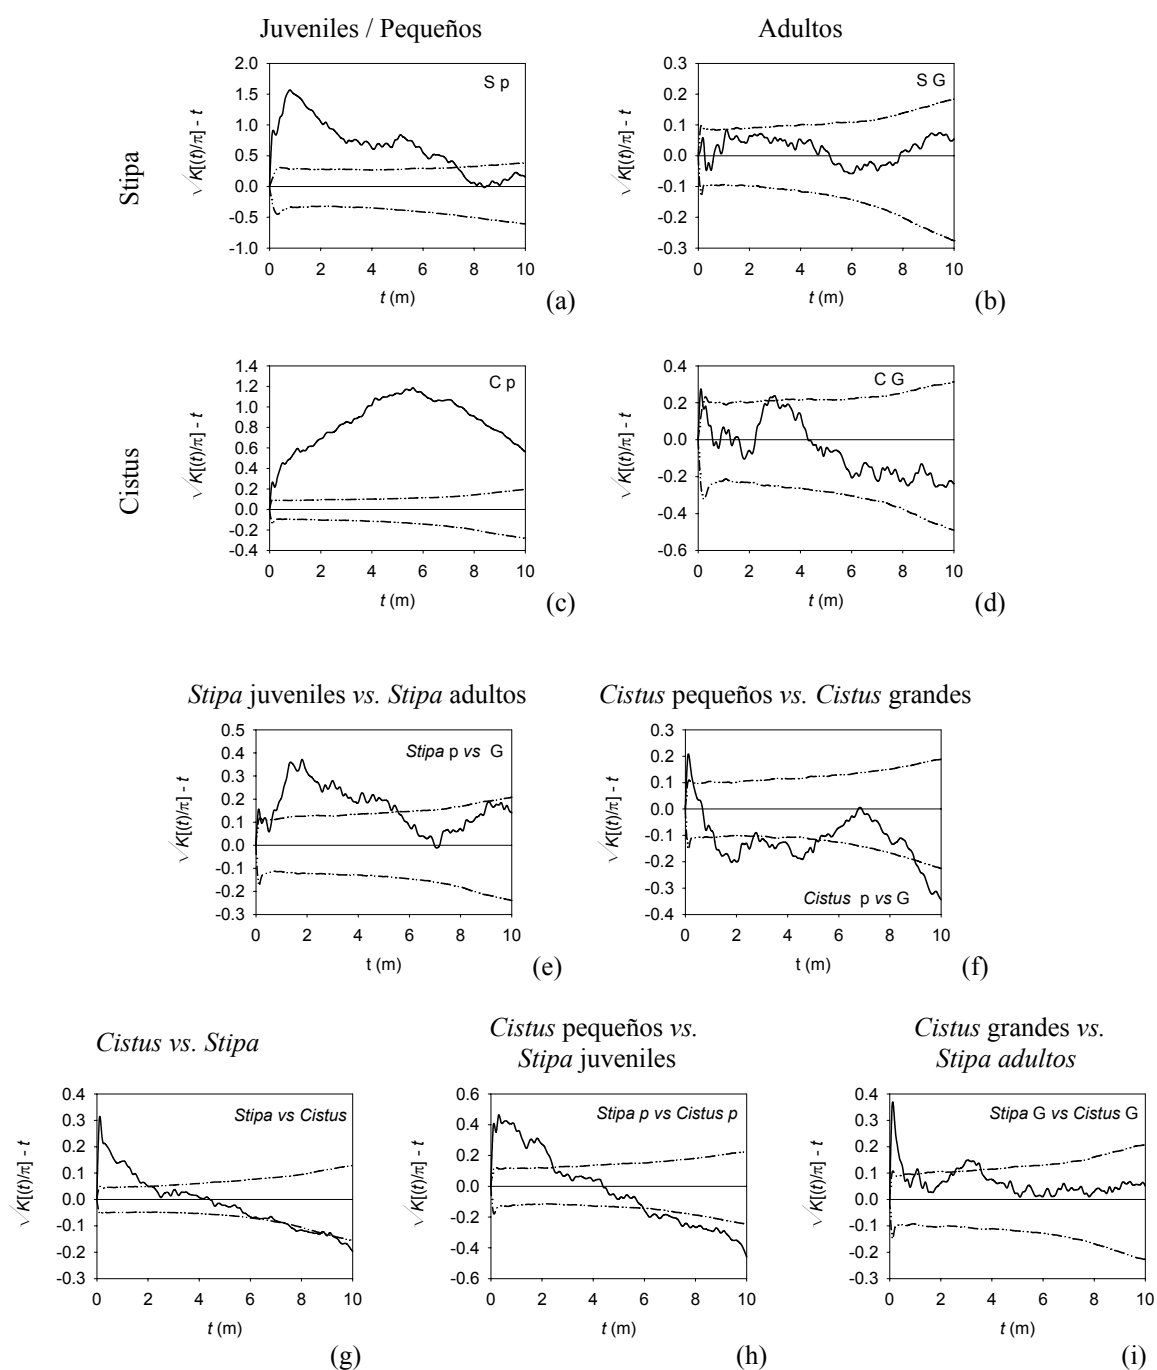 Juveniles / Pequeños
Adultos
Stipa
√K[(t)/π] - t
2.0
1.5
1.0
0.5
0.0
-0.5
-1.0
S p
0 2 4 6 8 10
t (m)
(a)
√K[(t)/π] - t
0.3
0.2
0.1
0.0
-0.1
-0.2
-0.3
S G
0 2 4 6 8 10
t (m)
(b)
Cistus
√K[(t)/π] - t
1.4
1.2
1.0
0.8
0.6
0.4
0.2
0.0
-0.2
-0.4
C p
0 2 4 6 8 10
t (m)
(c)
√K[(t)/π] - t
0.4
0.2
0.0
-0.2
-0.4
-0.6
C G
0 2 4 6 8 10
t (m)
(d)
Stipa juveniles vs. Stipa adultos
√K[(t)/π] - t
0.5
0.4
0.3
0.2
0.1
0.0
-0.1
-0.2
-0.3
Stipa p vs G
0 2 4 6 8 10
t (m)
(e)
Cistus pequeños vs. Cistus grandes
√K[(t)/π] - t
0.3
0.2
0.1
0.0
-0.1
-0.2
-0.3
-0.4
Cistus p vs G
0 2 4 6 8 10
t (m)
(f)
Cistus vs. Stipa
√K[(t)/π] - t
0.4
0.3
0.2
0.1
0.0
-0.1
-0.2
-0.3
Stipa vs Cistus
0 2 4 6 8 10
t (m)
(g)
Cistus pequeños vs.
Stipa juveniles
√K[(t)/π] - t
0.6
0.4
0.2
0.0
-0.2
-0.4
-0.6
Stipa p vs Cistus p
0 2 4 6 8 10
t (m)
(h)
Cistus grandes vs.
Stipa adultos
√K[(t)/π] - t
0.4
0.3
0.2
0.1
0.0
-0.1
-0.2
-0.3
Stipa G vs Cistus G
0 2 4 6 8 10
t (m)
(i)